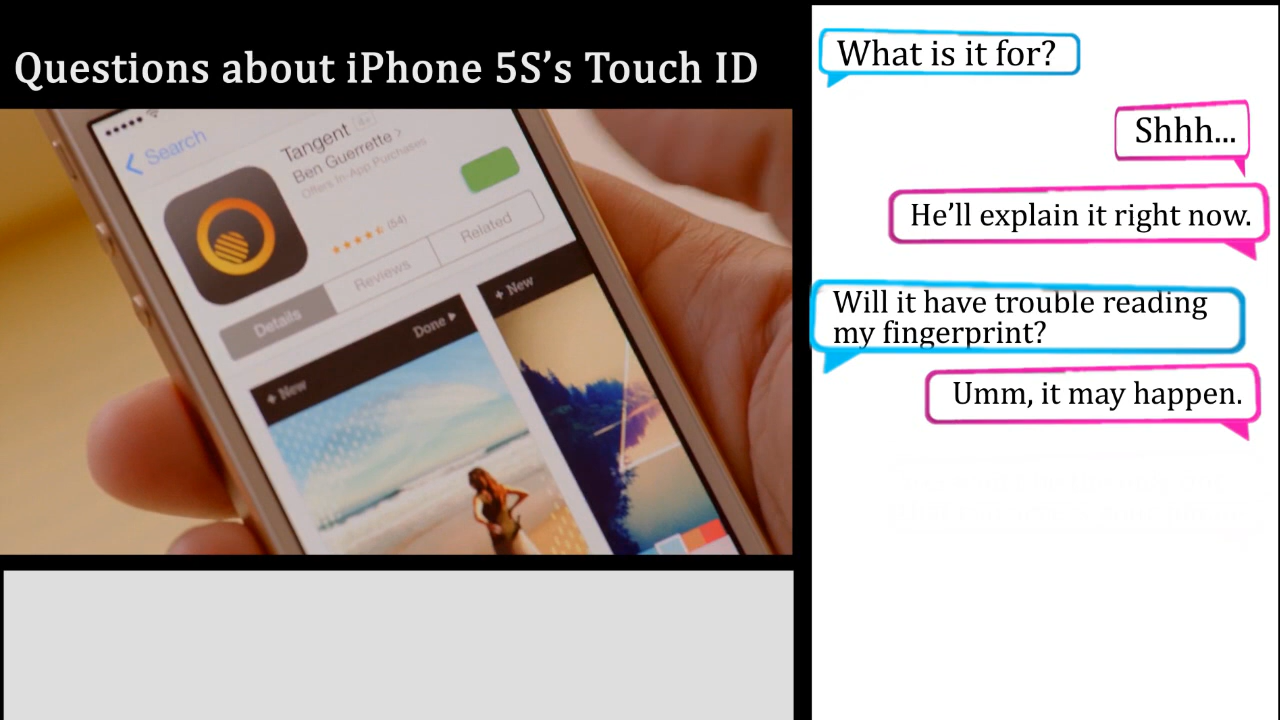 Questions about iPhone 5S's Touch ID
Search
Tangent 4+
Ben Guerrette >
Offers In-App Purchases
(54)
Details
Reviews
Related
Done
+ New
+ New
What is it for?
Shhh...
He'll explain it right now.
Will it have trouble reading
my fingerprint?
Umm, it may happen.